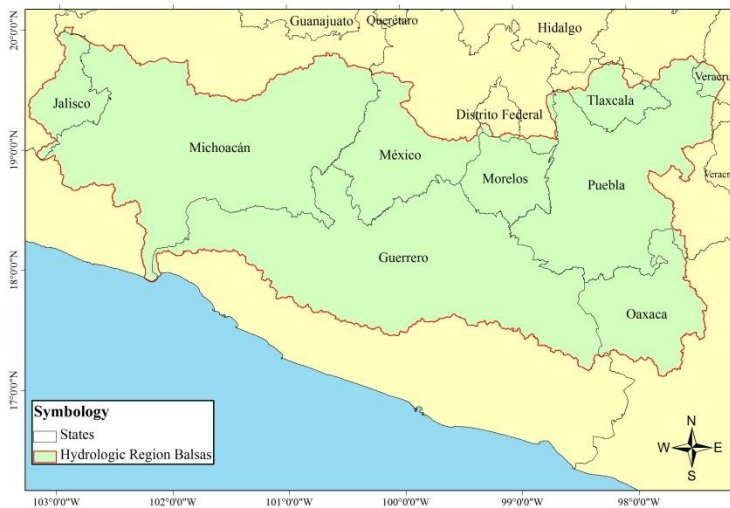 Guanajuato
Querétaro
Hidalgo
20°0'0"N
19°0'0"N
18°0'0"N
17°0'0"N
Jalisco
Michoacán
México
Distrito Federal
Morelos
Tlaxcala
Veracru
Veracru
Puebla
Guerrero
Oaxaca
Symbology
States
Hydrologic Region Balsas
N
W E
S
103°0'0"W 102°0'0"W 101°0'0"W 100°0'0"W 99°0'0"W 98°0'0"W